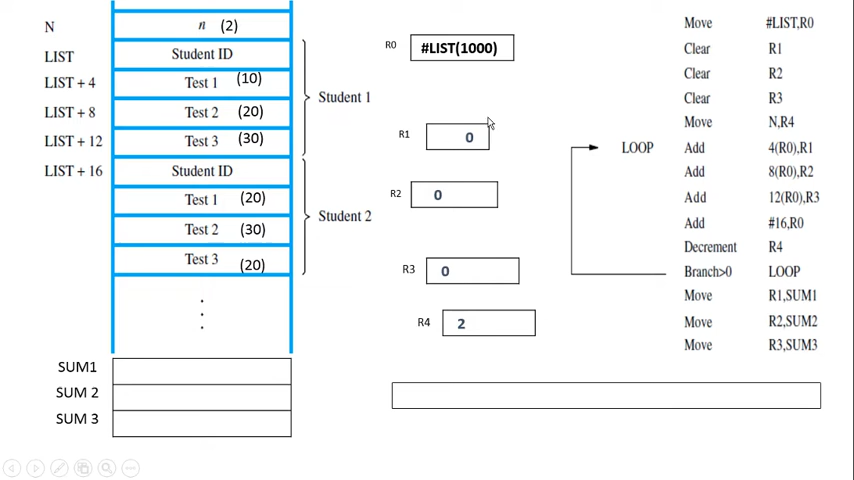 N n (2)
LIST Student ID
LIST + 4 Test 1 (10)
LIST + 8 Test 2 (20)
LIST + 12 Test 3 (30)
Student 1
LIST + 16 Student ID
Test 1 (20)
Test 2 (30)
Test 3 (20)
Student 2
SUM1
SUM 2
SUM 3
R0 #LIST(1000)
R1 0
R2 0
R3 0
R4 2
Move #LIST,R0
Clear R1
Clear R2
Clear R3
Move N,R4
LOOP Add 4(R0),R1
Add 8(R0),R2
Add 12(R0),R3
Add #16,R0
Decrement R4
Branch>0 LOOP
Move R1,SUM1
Move R2,SUM2
Move R3,SUM3